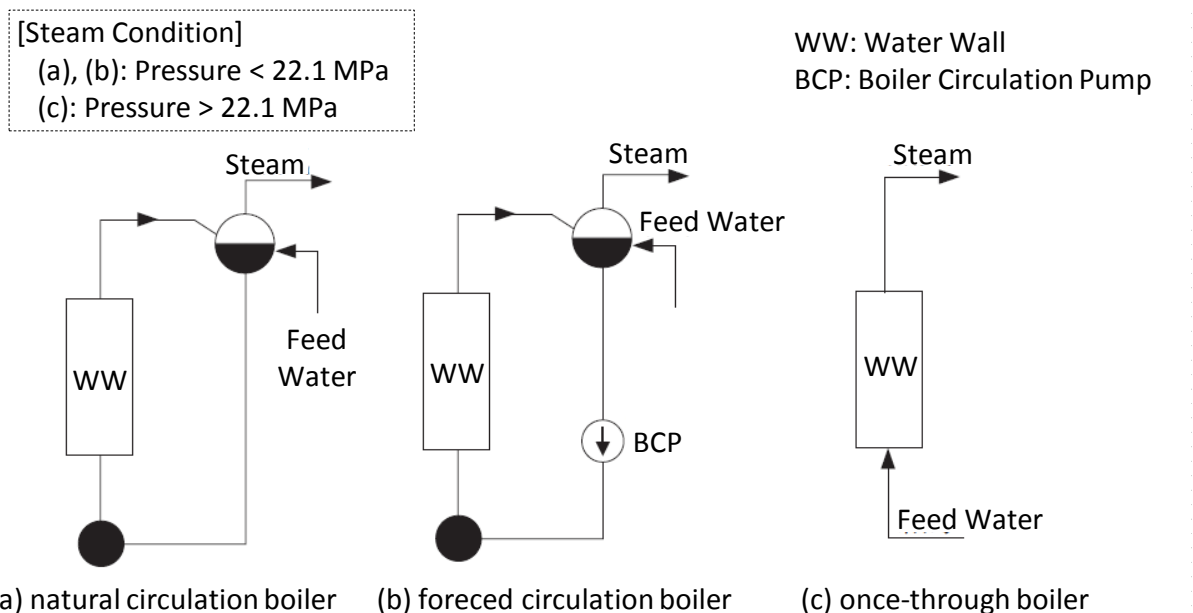 [Steam Condition]
(a), (b): Pressure < 22.1 MPa
(c): Pressure > 22.1 MPa
WW: Water Wall
BCP: Boiler Circulation Pump
Steam
Feed
Water
WW
Steam
Feed Water
WW
BCP
Steam
WW
Feed Water
a) natural circulation boiler
(b) foreced circulation boiler
(c) once-through boiler